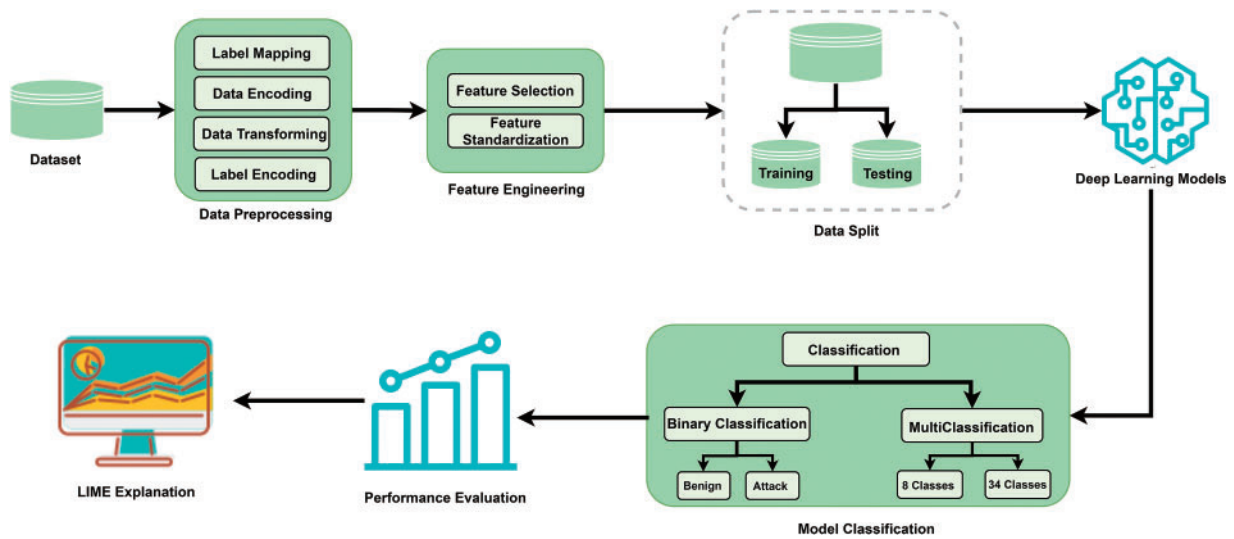 Dataset
Label Mapping
Data Encoding
Data Transforming
Label Encoding
Data Preprocessing
Feature Selection
Feature
Standardization
Feature Engineering
Training
Testing
Data Split
Deep Learning Models
Classification
Binary Classification
MultiClassification
Benign
Attack
8 Classes
34 Classes
Model Classification
Performance Evaluation
LIME Explanation